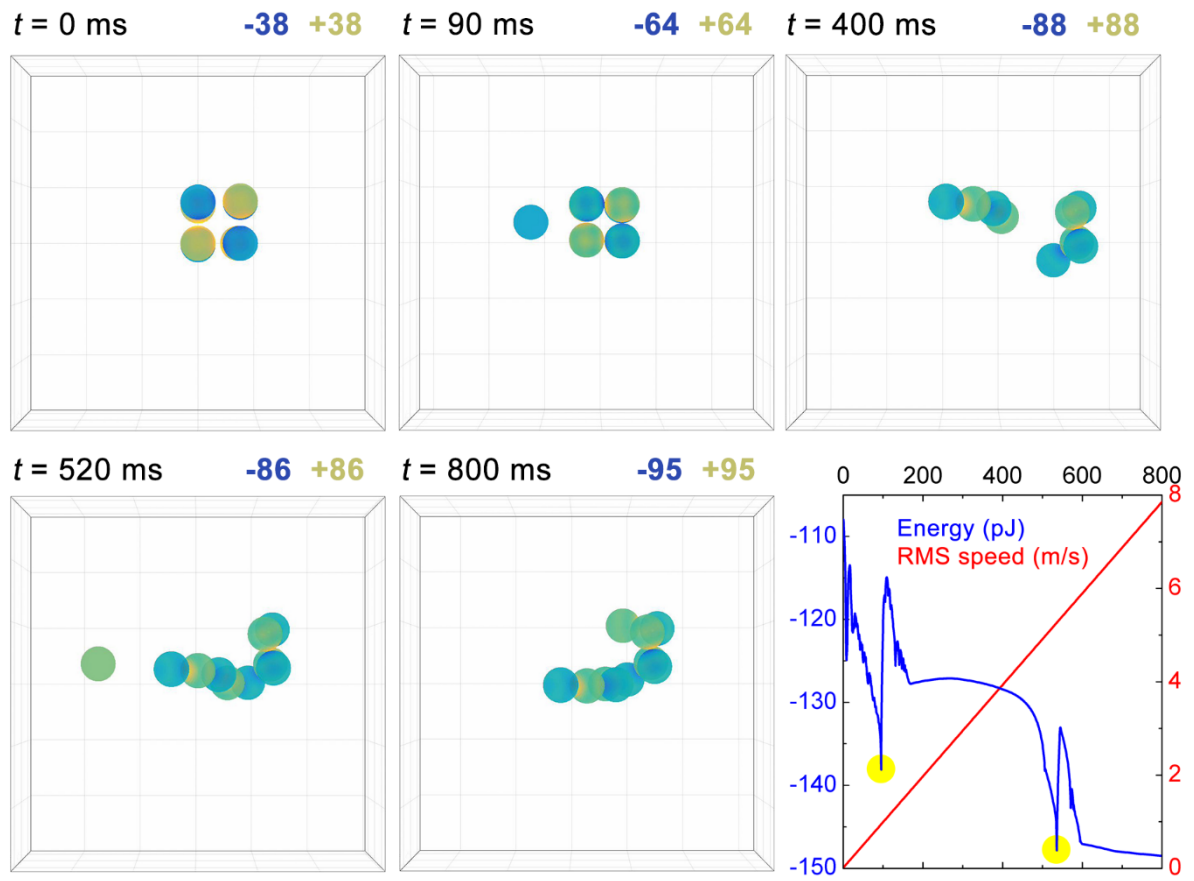 t = 0 ms -38 +38
t = 90 ms -64 +64
t = 400 ms -88 +88
t = 520 ms -86 +86
t = 800 ms -95 +95
0 200 400 600 800
Energy (pJ)
RMS speed (m/s)
-110
-120
-130
-140
-150
8
6
4
2
0